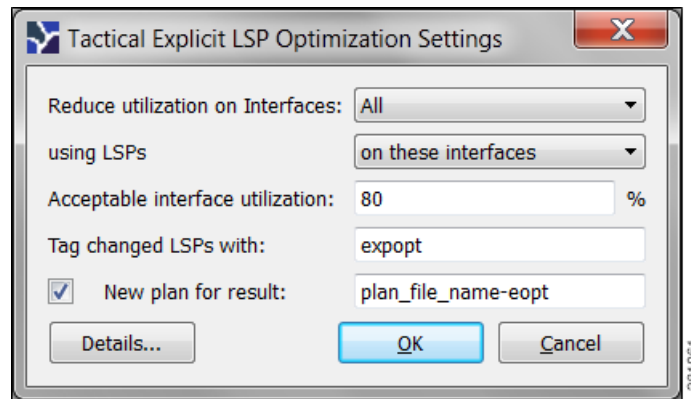 Tactical Explicit LSP Optimization Settings
Reduce utilization on Interfaces: All
using LSPs on these interfaces
Acceptable interface utilization: 80 %
Tag changed LSPs with: expopt
New plan for result: plan_file_name-eopt
Details... OK Cancel